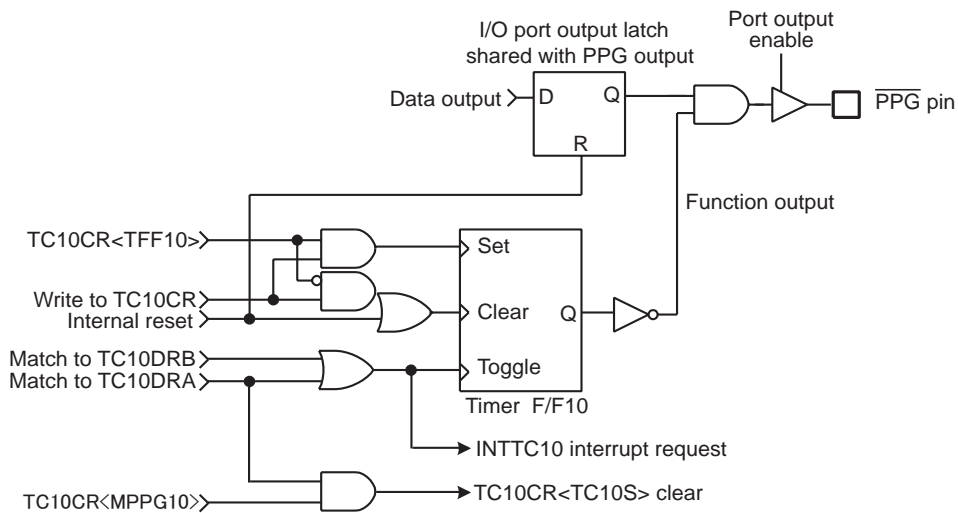 I/O port output latch
shared with PPG output
Port output
enable
Data output
D
Q
R
PPG pin
Function output
TC10CR<TFF10>
Set
Write to TC10CR
Internal reset
Clear
Q
Match to TC10DRB
Match to TC10DRA
Toggle
Timer F/F10
INTTC10 interrupt request
TC10CR<MPPG10>
TC10CR<TC10S> clear